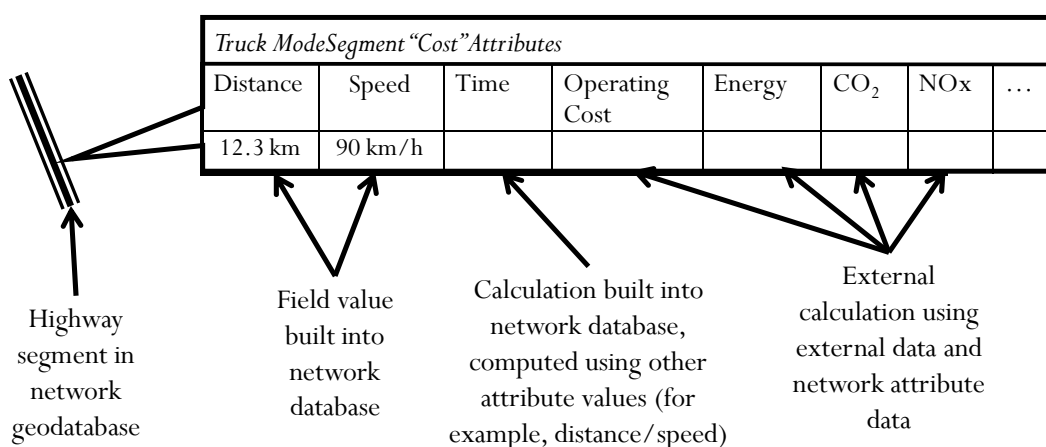 Truck ModeSegment “Cost”Attributes
Distance Speed Time Operating Cost Energy CO₂ NOx …
12.3 km 90 km/h
Highway
segment in
network
geodatabase
Field value
built into
network
database
Calculation built into
network database,
computed using other
attribute values (for
example, distance/speed)
External
calculation using
external data and
network attribute
data